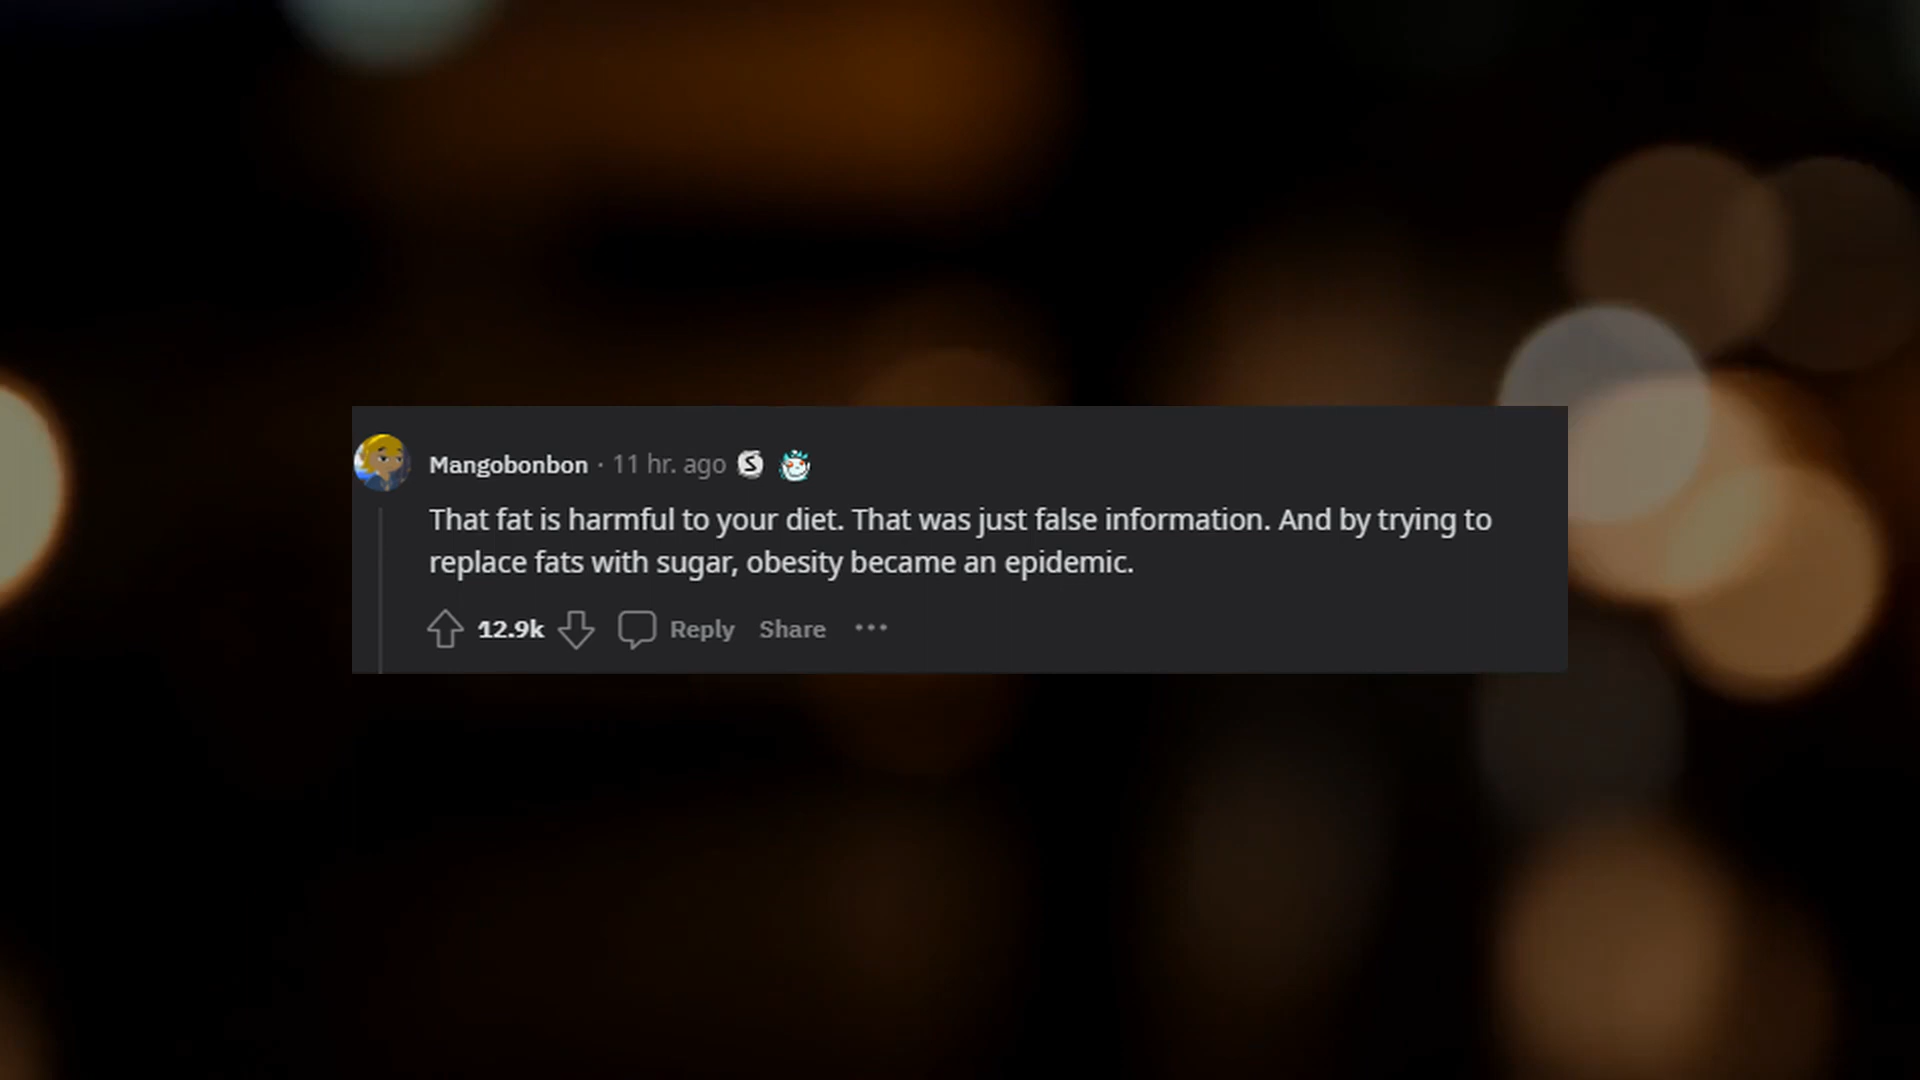 Mangobonbon · 11 hr. ago
That fat is harmful to your diet. That was just false information. And by trying to
replace fats with sugar, obesity became an epidemic.
12.9k Reply Share ···